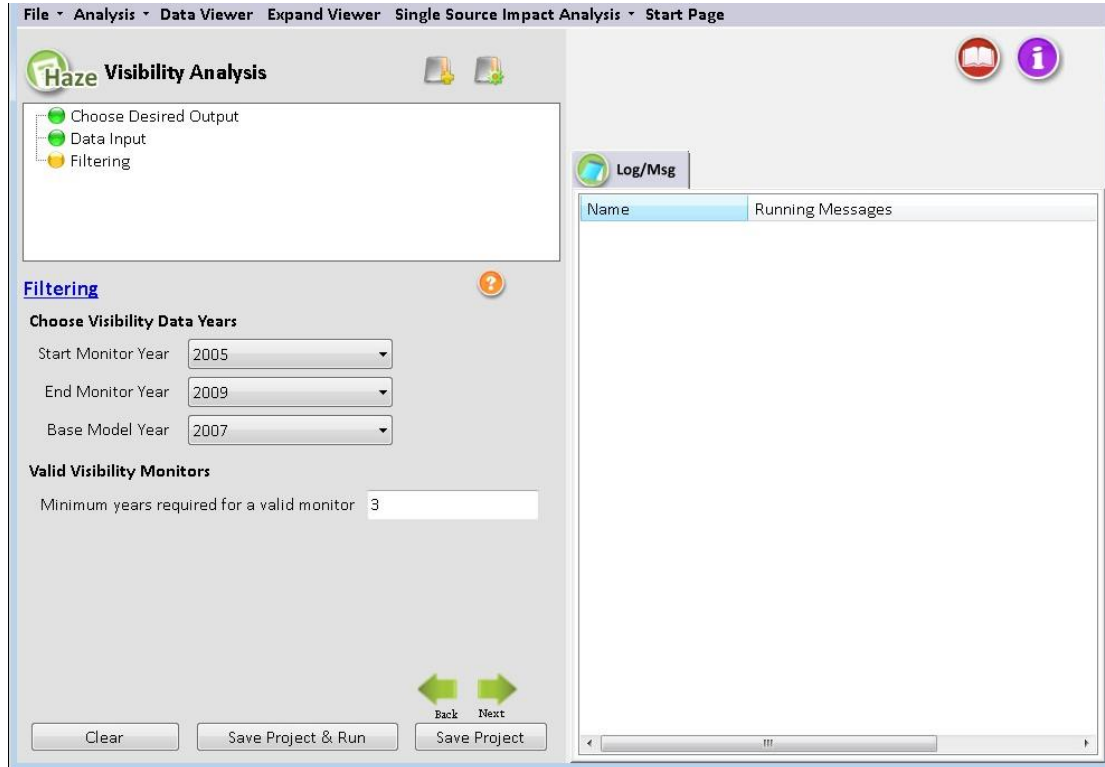 File Analysis Data Viewer Expand Viewer Single Source Impact Analysis Start Page
Haze Visibility Analysis
Choose Desired Output
Data Input
Filtering
Filtering
?
Choose Visibility Data Years
Start Monitor Year 2005
End Monitor Year 2009
Base Model Year 2007
Valid Visibility Monitors
Minimum years required for a valid monitor 3
Back Next
Clear Save Project & Run Save Project
i
Log/Msg
Name Running Messages